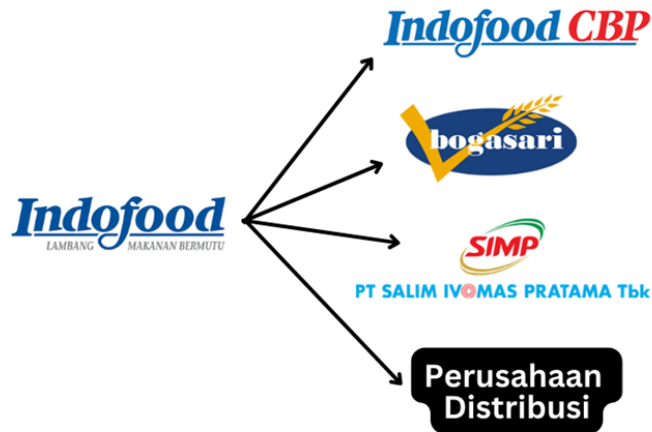 Indofood CBP
bogasari
Indofood
LAMBANG MAKANAN BERMUTU
SIMP
PT SALIM IVOMAS PRATAMA Tbk
Perusahaan
Distribusi